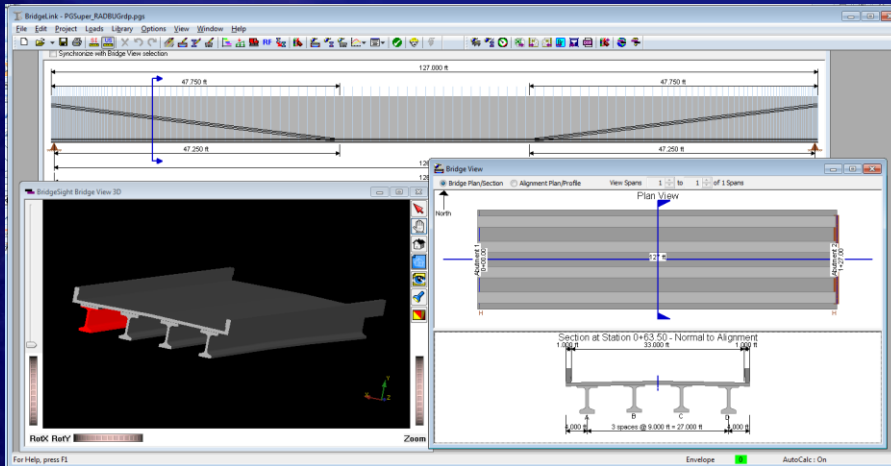 BridgeLink - PGSuper_RADBUGrdp.pgs
File Edit Project Loads Library Options View Window Help
Synchronize with Bridge View selection
127.000 ft
47.750 ft 47.750 ft
47.250 ft 47.250 ft
BridgeSight Bridge View 3D
RotX RotY Zoom
Bridge View
Bridge Plan/Section Alignment Plan/Profile View Spans 1 to 1 of 1 Spans
Plan View
North
Abutment 1
0+00.00
127 ft
Abutment 2
1+27.00
H H
Section at Station 0+63.50 - Normal to Alignment
1.000 ft 33.000 ft 1.000 ft
A B C D
3 spaces @ 9.000 ft = 27.000 ft
For Help, press F1
Envelope AutoCalc : On